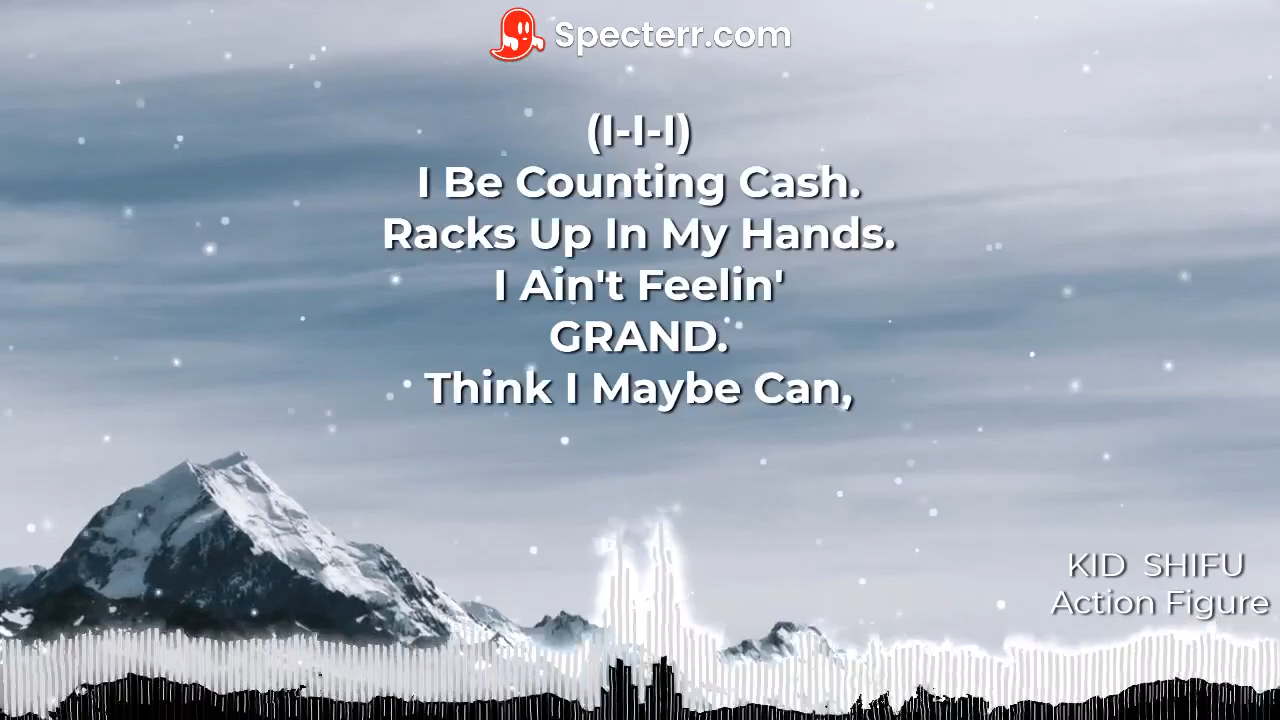 Specterr.com
(I-I-I)
I Be Counting Cash.
Racks Up In My Hands.
I Ain't Feelin'
GRAND.
Think I Maybe Can,
KID SHIFU
Action Figure